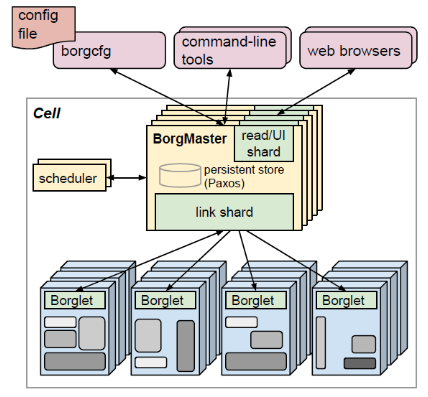 config
file
borgcfg
command-line
tools
web browsers
Cell
BorgMaster
read/UI
shard
persistent store
(Paxos)
scheduler
link shard
Borglet
Borglet
Borglet
Borglet